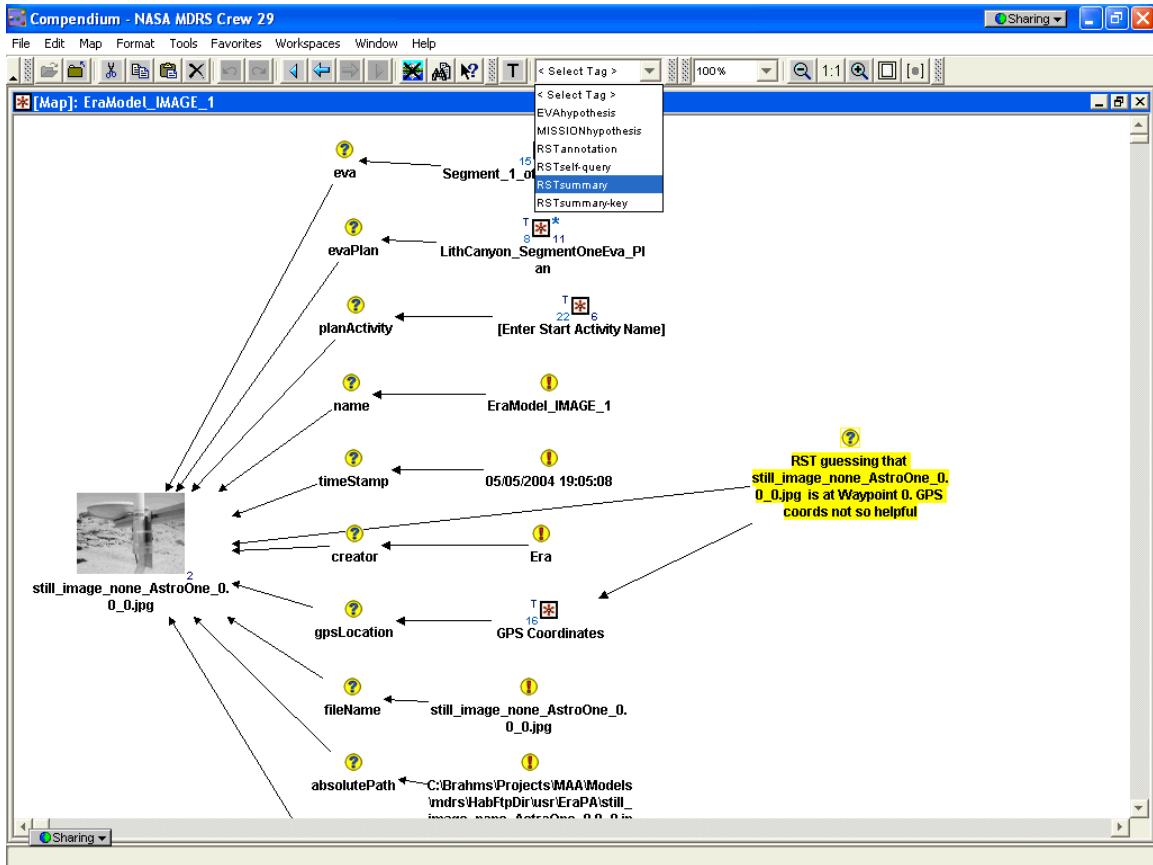 Compendium - NASA MDRS Crew 29
Sharing
File Edit Map Format Tools Favorites Workspaces Window Help
T < Select Tag > 100% 1:1
[Map]: EraModel_IMAGE_1
< Select Tag >
EVAhypothesis
MISSIONhypothesis
RSTannotation
RSTself-query
RSTsummary
RSTsummary-key
eva
15
Segment_1_of
T *
8 11
evaPlan
LithCanyon_SegmentOneEva_Pl
an
T
22 6
planActivity
[Enter Start Activity Name]
name
EraModel_IMAGE_1
RST guessing that
still_image_none_AstroOne_0.
0_0.jpg is at Waypoint 0. GPS
coords not so helpful
timeStamp
05/05/2004 19:05:08
creator
Era
2
still_image_none_AstroOne_0.
0_0.jpg
T
16
gpsLocation
GPS Coordinates
fileName
still_image_none_AstroOne_0.
0_0.jpg
absolutePath
C:\Brahms\Projects\MAA\Models
\mdrs\HabFtpDir\usr\EraPA\still_
Sharing